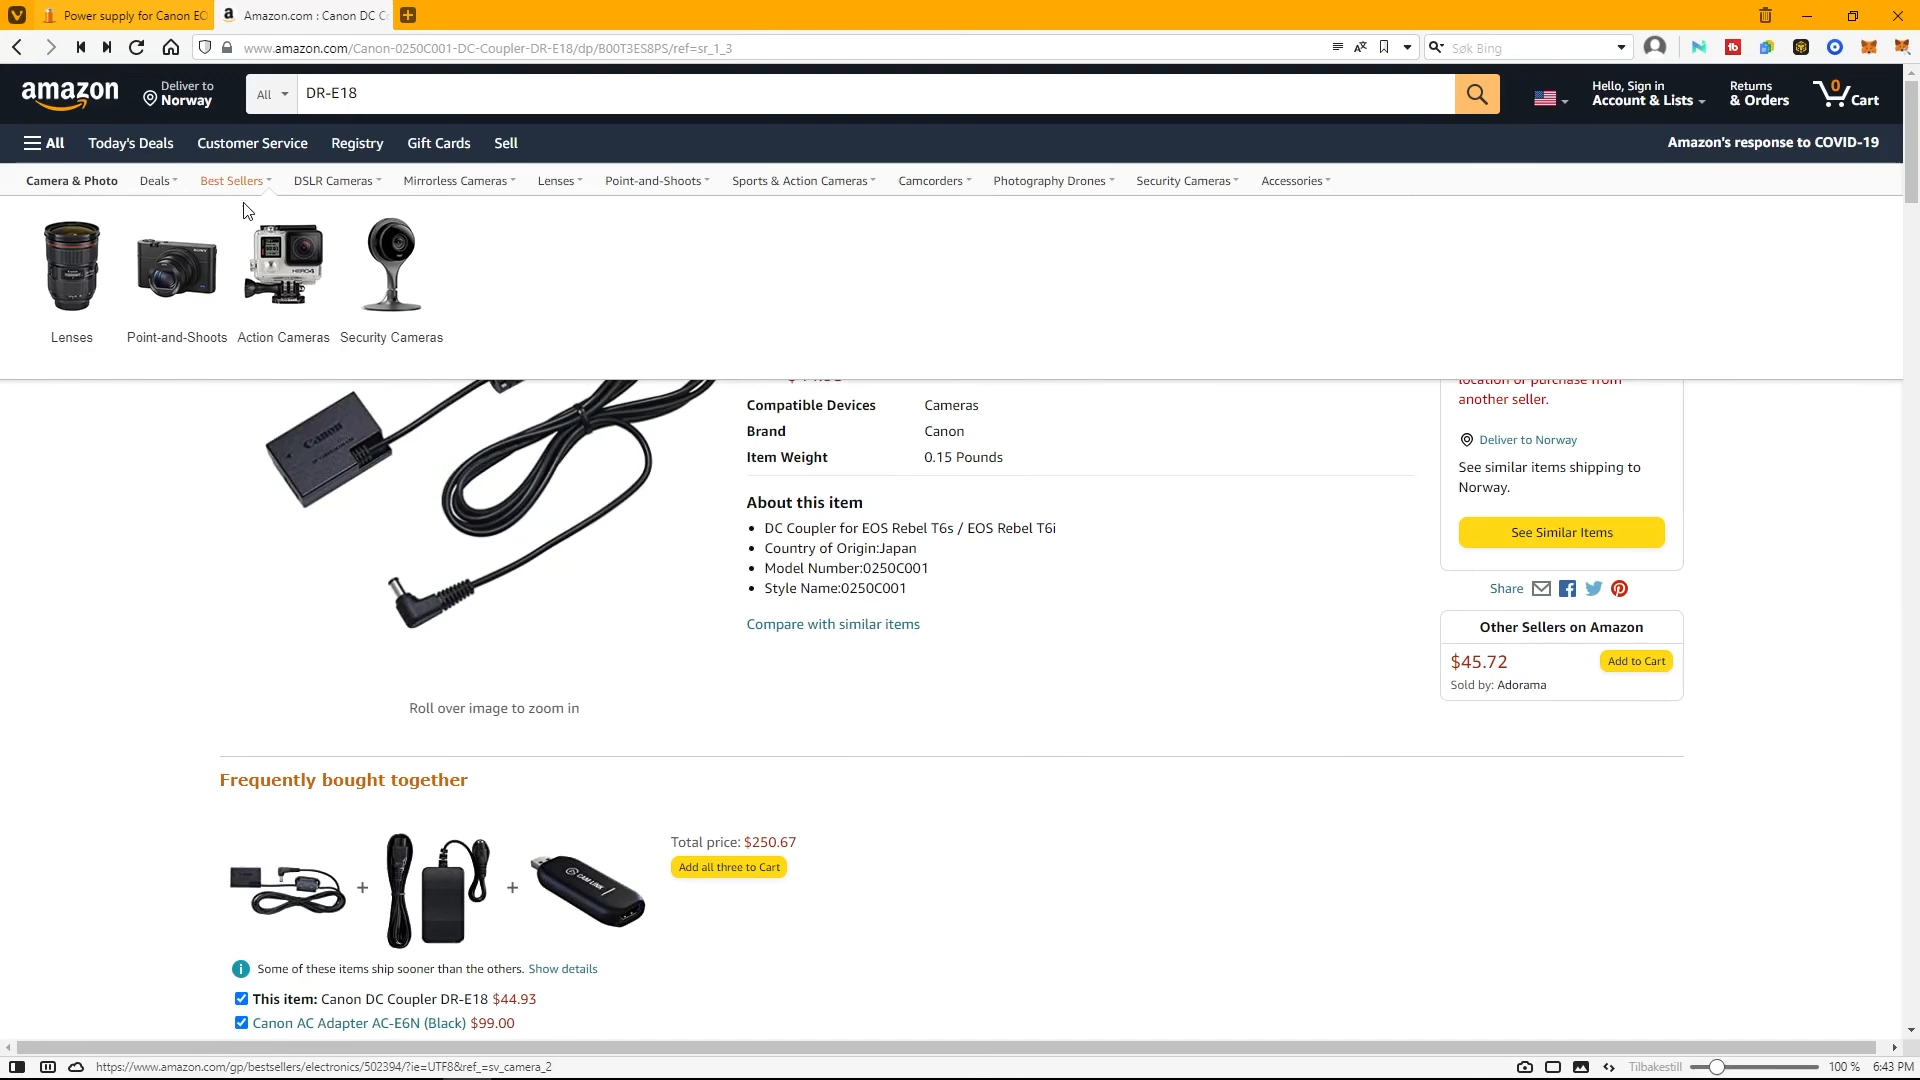 Power supply for Canon EO
Amazon.com : Canon DC C
www.amazon.com/Canon-0250C001-DC-Coupler-DR-E18/dp/B00T3ES8PS/ref=sr_1_3
Søk Bing
amazon
Deliver to
Norway
All
DR-E18
Hello, Sign in
Account & Lists
Returns
& Orders
0
Cart
All
Today's Deals
Customer Service
Registry
Gift Cards
Sell
Amazon's response to COVID-19
Camera & Photo
Deals
Best Sellers
DSLR Cameras
Mirrorless Cameras
Lenses
Point-and-Shoots
Sports & Action Cameras
Camcorders
Photography Drones
Security Cameras
Accessories
SONY
HERO4
Lenses
Point-and-Shoots
Action Cameras
Security Cameras
Canon
Compatible Devices Cameras
Brand Canon
Item Weight 0.15 Pounds
About this item
• DC Coupler for EOS Rebel T6s / EOS Rebel T6i
• Country of Origin:Japan
• Model Number:0250C001
• Style Name:0250C001
Compare with similar items
Roll over image to zoom in
location or purchase from
another seller.
Deliver to Norway
See similar items shipping to
Norway.
See Similar Items
Share
Other Sellers on Amazon
$45.72
Add to Cart
Sold by: Adorama
Frequently bought together
+
+
CAM LINK
Total price: $250.67
Add all three to Cart
Some of these items ship sooner than the others. Show details
This item: Canon DC Coupler DR-E18 $44.93
Canon AC Adapter AC-E6N (Black) $99.00
https://www.amazon.com/gp/bestsellers/electronics/502394/?ie=UTF8&ref_=sv_camera_2
Tilbakestill
100 %
6:43 PM